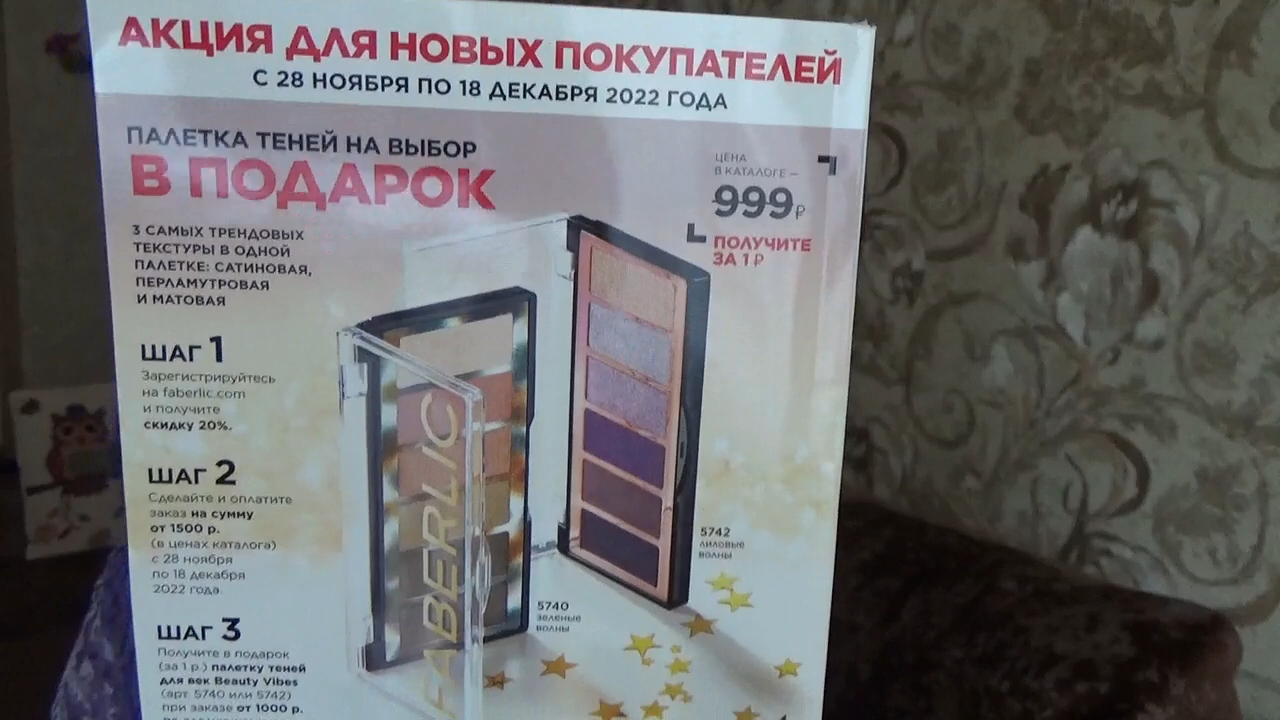 АКЦИЯ ДЛЯ НОВЫХ ПОКУПАТЕЛЕЙ
С 28 НОЯБРЯ ПО 18 ДЕКАБРЯ 2022 ГОДА
ПАЛЕТКА ТЕНЕЙ НА ВЫБОР
В ПОДАРОК
3 САМЫХ ТРЕНДОВЫХ
ТЕКСТУРЫ В ОДНОЙ
ПАЛЕТКЕ: САТИНОВАЯ,
ПЕРЛАМУТРОВАЯ
И МАТОВАЯ
ЦЕНА
В КАТАЛОГЕ —
999 ₽
ПОЛУЧИТЕ
ЗА 1 ₽
ШАГ 1
Зарегистрируйтесь
на faberlic.com
и получите
скидку 20%.
ШАГ 2
Сделайте и оплатите
заказ на сумму
от 1500 р.
(в ценах каталога)
с 28 ноября
по 18 декабря
2022 года.
ШАГ 3
Получите в подарок
(за 1 р.) палетку теней
для век Beauty Vibes
(арт. 5740 или 5742)
при заказе от 1000 р.
FABERLIC
5742
лиловые
волны
5740
зеленые
волны